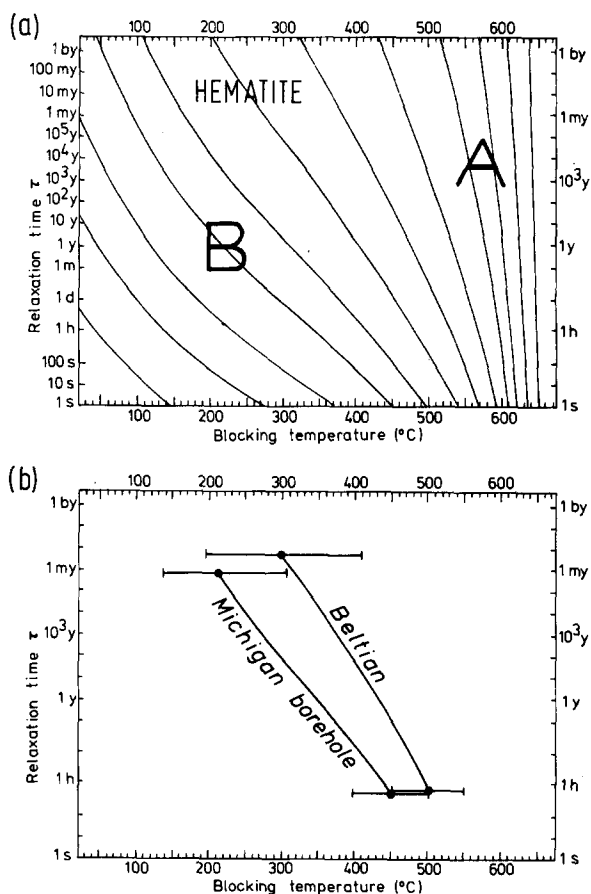 (a)
100 200 300 400 500 600
1 by
100 my
10 my
1 my
10⁵y
10⁴y
10³y
10²y
10 y
1 y
1 m
1 d
1 h
100 s
10 s
1 s
Relaxation time τ
HEMATITE
A
B
1 by
1 my
10³y
1 y
1 h
1s
100 200 300 400 500 600
Blocking temperature (°C)
(b)
100 200 300 400 500 600
1 by
1 my
10³y
1 y
1 h
1s
Relaxation time τ
Michigan borehole
Beltian
1 by
1 my
10³y
1 y
1 h
1s
100 200 300 400 500 600
Blocking temperature (°C)